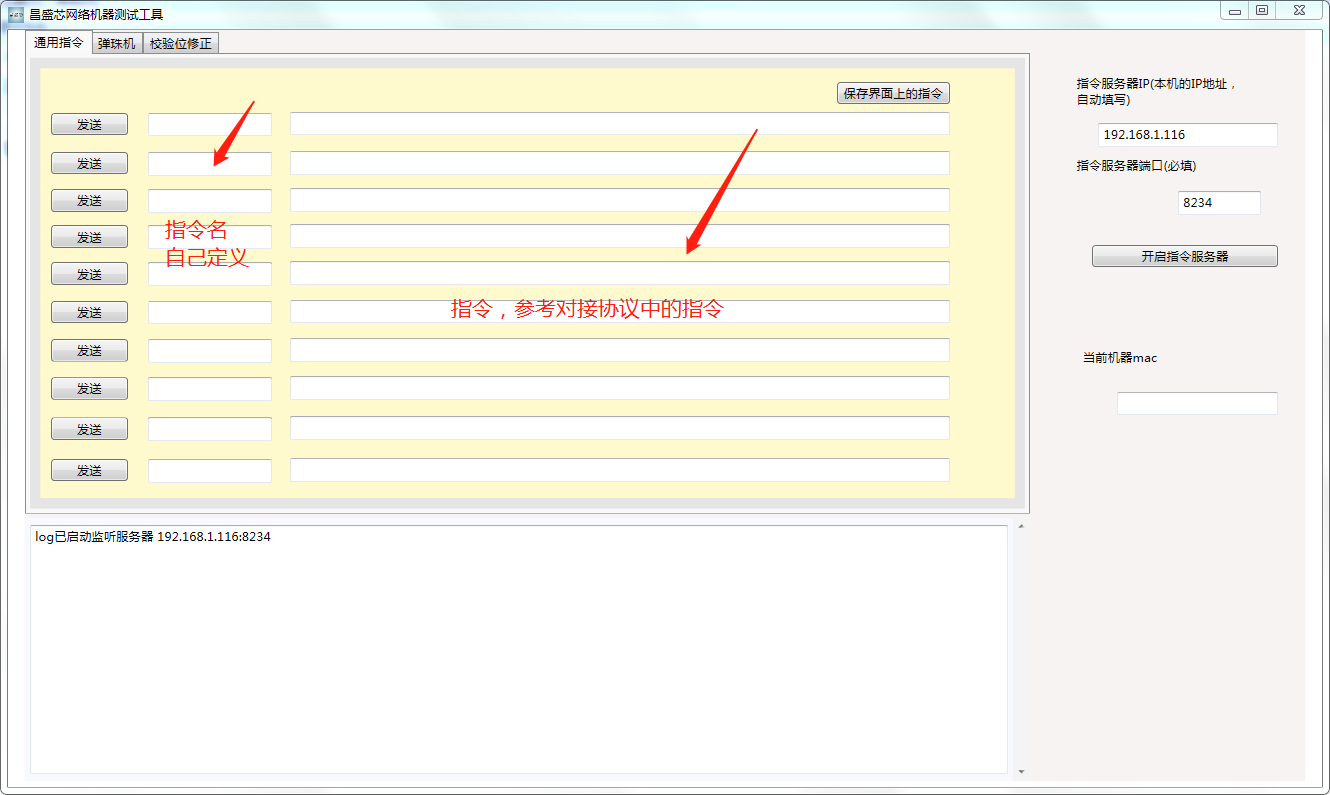 昌盛芯网络机器测试工具
通用指令 弹珠机 校验位修正
保存界面上的指令
发送
发送
发送
发送
发送
发送
发送
发送
发送
发送
指令名
自己定义
指令，参考对接协议中的指令
log已启动监听服务器 192.168.1.116:8234
指令服务器IP(本机的IP地址，
自动填写)
192.168.1.116
指令服务器端口(必填)
8234
开启指令服务器
当前机器mac